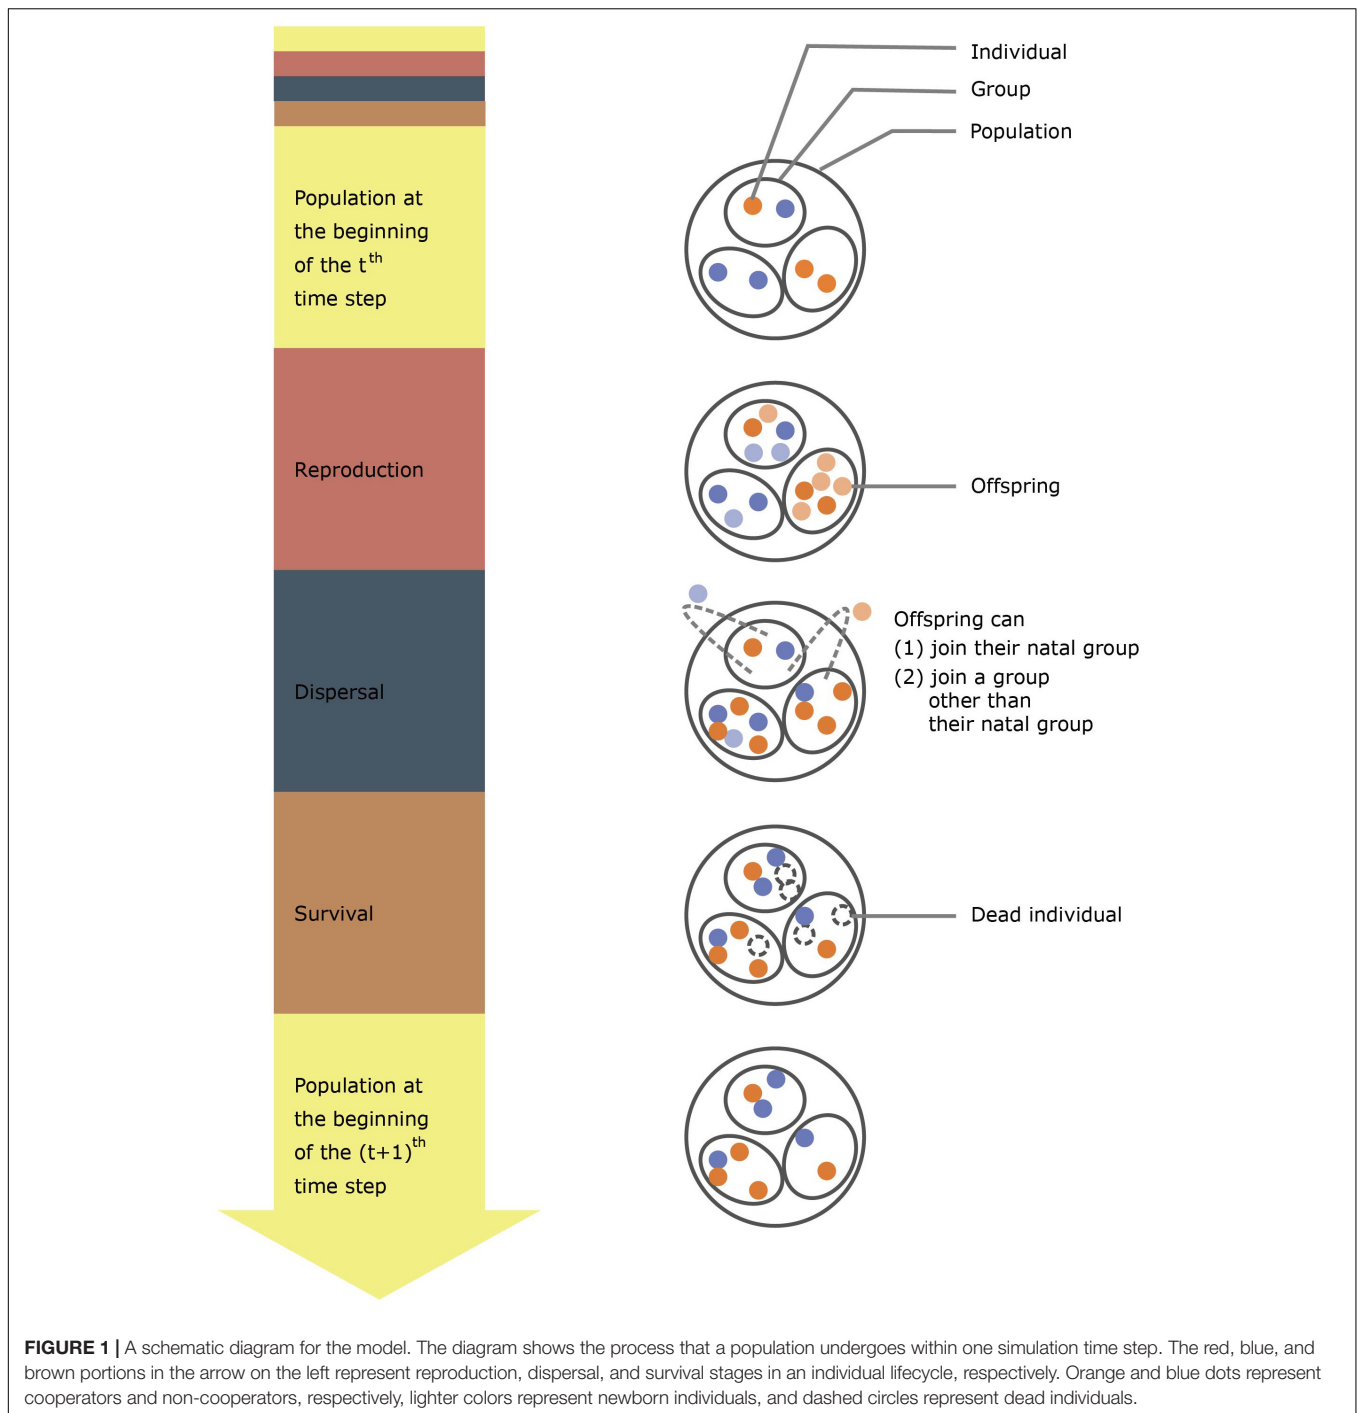 Individual
Group
Population
Population at
the beginning
of the t^th
time step
Reproduction
Offspring
Dispersal
Offspring can
(1) join their natal group
(2) join a group
other than
their natal group
Survival
Dead individual
Population at
the beginning
of the (t+1)^th
time step
FIGURE 1 | A schematic diagram for the model. The diagram shows the process that a population undergoes within one simulation time step. The red, blue, and
brown portions in the arrow on the left represent reproduction, dispersal, and survival stages in an individual lifecycle, respectively. Orange and blue dots represent
cooperators and non-cooperators, respectively, lighter colors represent newborn individuals, and dashed circles represent dead individuals.